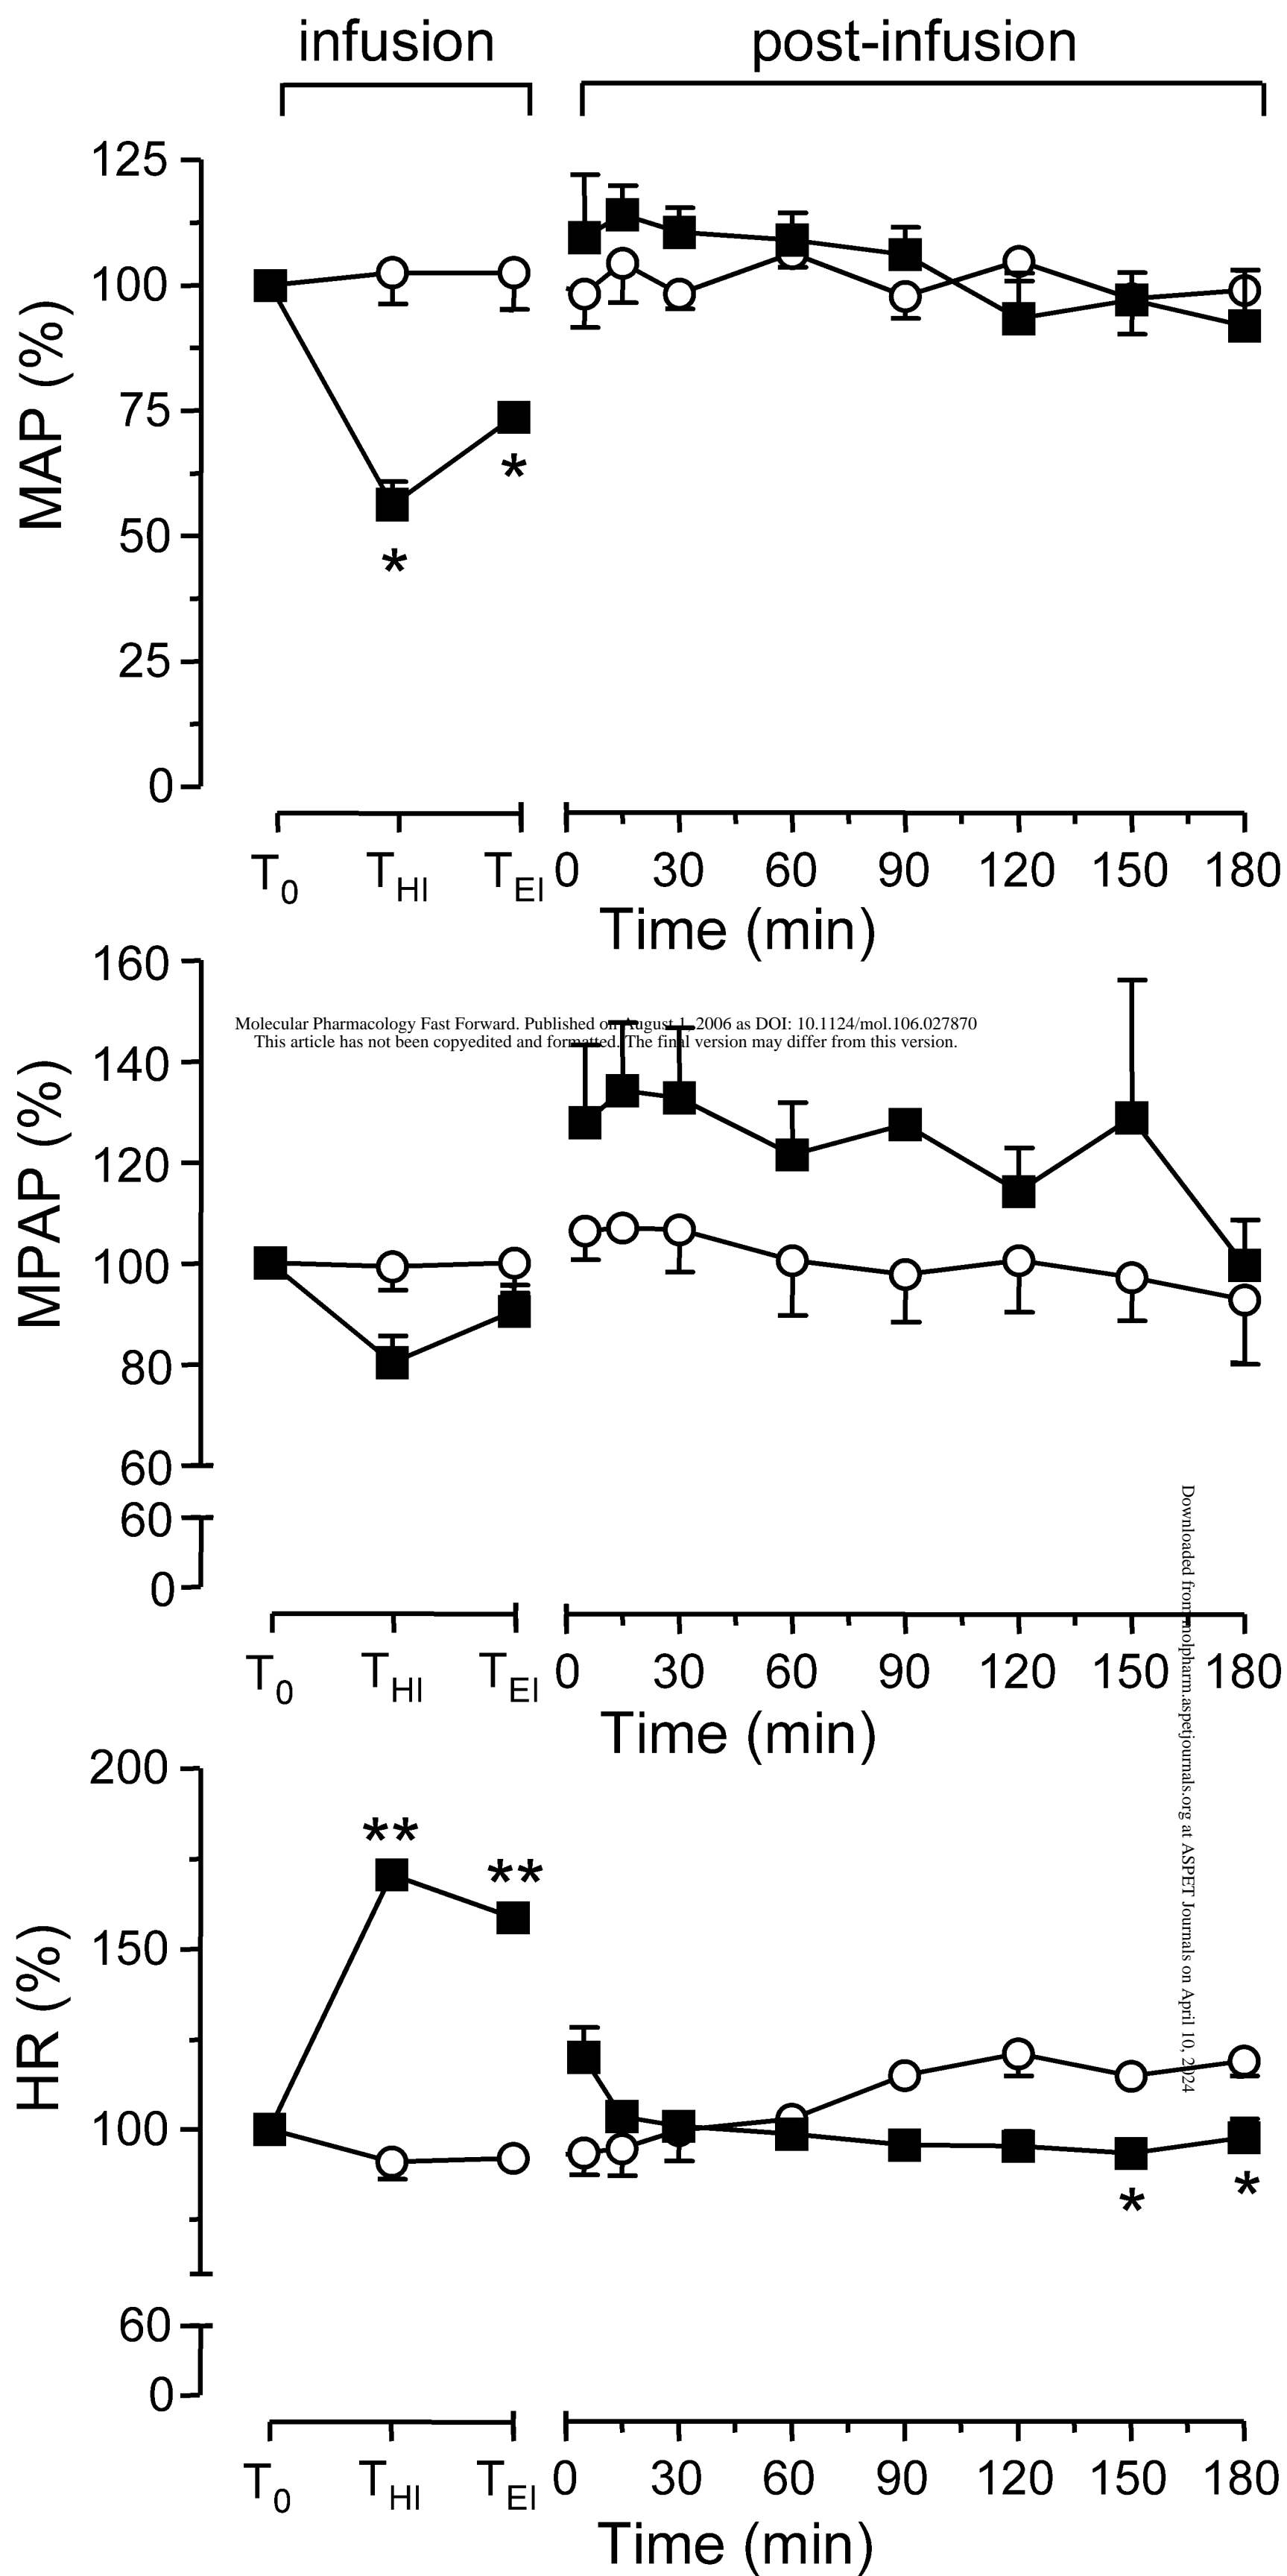 infusion post-infusion
125
100
75
50
25
0
MAP (%)
*
*
T0 THI TEI 0 30 60 90 120 150 180
Time (min)
160
140
120
100
80
60
60
0
MPAP (%)
Molecular Pharmacology Fast Forward. Published on August 1, 2006 as DOI: 10.1124/mol.106.027870
This article has not been copyedited and formatted. The final version may differ from this version.
T0 THI TEI 0 30 60 90 120 150 180
Time (min)
200
150
100
60
0
HR (%)
**
**
*
*
T0 THI TEI 0 30 60 90 120 150 180
Time (min)
Downloaded from molpharm.aspetjournals.org at ASPET Journals on April 10, 2024